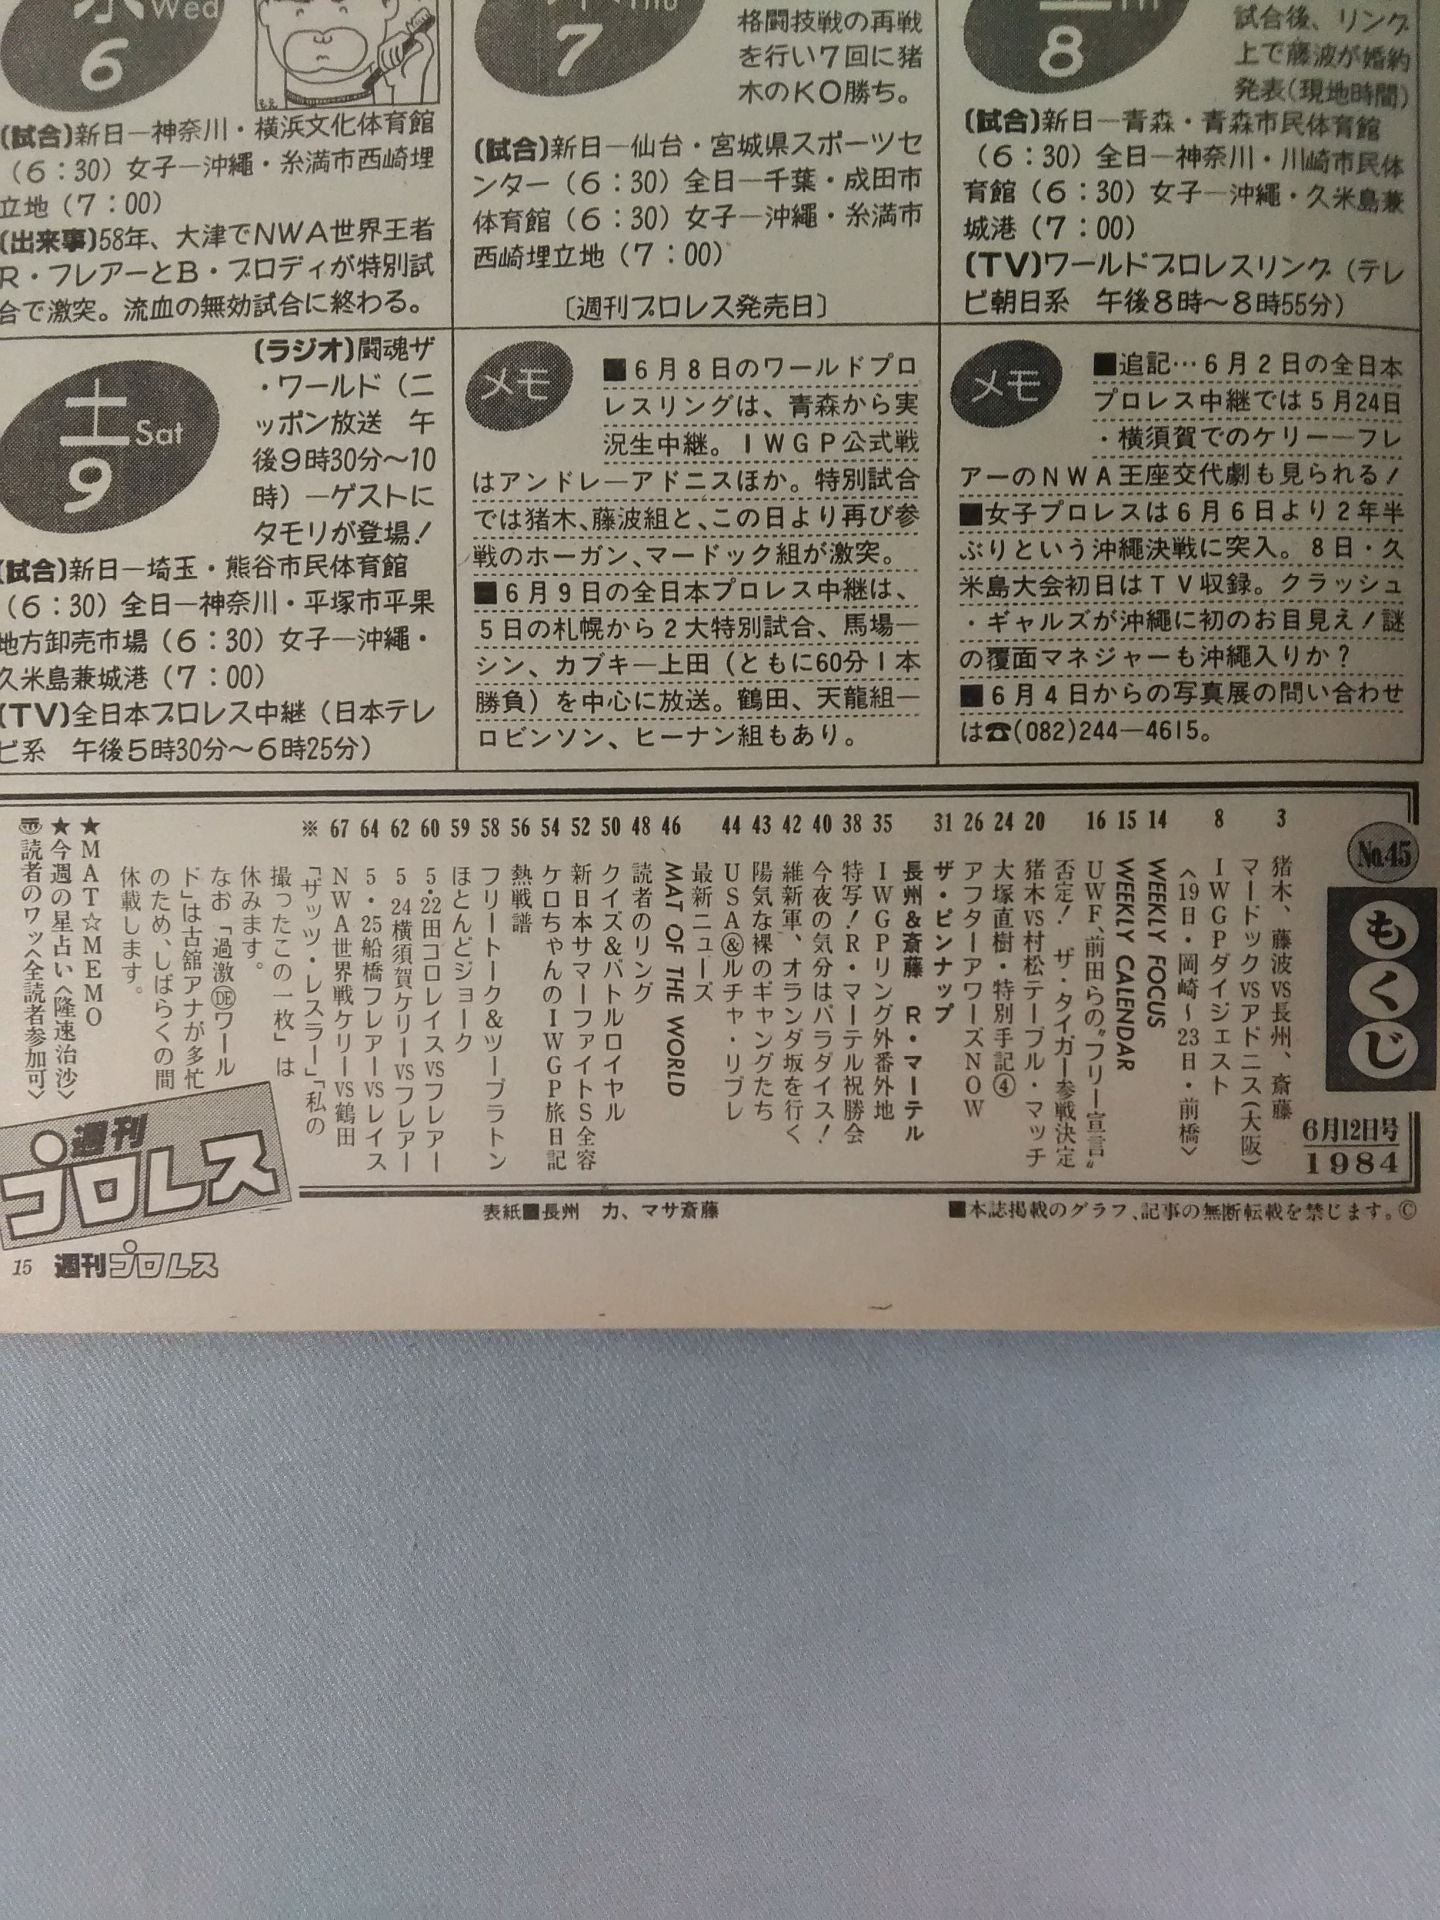 Wed
6
(試合)新日―神奈川・横浜文化体育館
(6:30)女子―沖縄・糸満市西崎埋
立地(7:00)
(出来事)58年、大津でNWA世界王者
R・フレアーとB・ブロディが特別試
合で激突。流血の無効試合に終わる。
Thu
7
格闘技戦の再戦
を行い7回に猪
木のKO勝ち。
(試合)新日―仙台・宮城県スポーツセ
ンター(6:30)全日―千葉・成田市
体育館(6:30)女子―沖縄・糸満市
西崎埋立地(7:00)
〔週刊プロレス発売日〕
8
試合後、リング
上で藤波が婚約
発表(現地時間)
(試合)新日―青森・青森市民体育館
(6:30)全日―神奈川・川崎市民体
育館(6:30)女子―沖縄・久米島兼
城港(7:00)
(TV)ワールドプロレスリング(テレ
ビ朝日系 午後8時〜8時55分)
土 Sat
9
(ラジオ)闘魂ザ
・ワールド(ニ
ッポン放送 午
後9時30分〜10
時)―ゲストに
タモリが登場!
(試合)新日―埼玉・熊谷市民体育館
(6:30)全日―神奈川・平塚市平果
地方卸売市場(6:30)女子―沖縄・
久米島兼城港(7:00)
(TV)全日本プロレス中継(日本テレ
ビ系 午後5時30分〜6時25分)
メモ
■6月8日のワールドプロ
レスリングは、青森から実
況生中継。IWGP公式戦
はアンドレ―アドニスほか。特別試合
では猪木、藤波組と、この日より再び参
戦のホーガン、マードック組が激突。
■6月9日の全日本プロレス中継は、
5日の札幌から2大特別試合、馬場―
シン、カブキ―上田(ともに60分1本
勝負)を中心に放送。鶴田、天龍組―
ロビンソン、ヒーナン組もあり。
メモ
■追記…6月2日の全日本
プロレス中継では5月24日
・横須賀でのケリー―フレ
アーのNWA王座交代劇も見られる!
■女子プロレスは6月6日より2年半
ぶりという沖縄決戦に突入。8日・久
米島大会初日はTV収録。クラッシュ
・ギャルズが沖縄に初のお目見え!謎
の覆面マネジャーも沖縄入りか?
■6月4日からの写真展の問い合わせ
は☎(082)244―4615。
No.45
もくじ
6月12日号
1984
3 猪木、藤波vs長州、斎藤
マードックvsアドニス(大阪)
8 IWGPダイジェスト
<19日・岡崎〜23日・前橋>
14 WEEKLY FOCUS
15 WEEKLY CALENDAR
16 UWF、前田らの“フリー宣言”
否定! ザ・タイガー参戦決定
20 猪木vs村松テーブル・マッチ
24 大塚直樹・特別手記④
26 アフターアワーズNOW
31 ザ・ピンナップ
長州&斎藤 R・マーテル
35 IWGPリング外番外地
38 特写!R・マーテル祝勝会
40 今夜の気分はパラダイス!
42 維新軍、オランダ坂を行く
43 陽気な裸のギャングたち
44 USA&ルチャ・リブレ
最新ニューズ
46 MAT OF THE WORLD
48 読者のリング
50 クイズ&バトルロイヤル
52 新日本サマーファイトS全容
54 ケロちゃんのIWGP旅日記
56 熱戦譜
58 フリートーク&ツープラトン
59 ほとんどジョーク
60 5・22田コロレイスvsフレアー
62 5・24横須賀ケリーvsフレアー
64 5・25船橋フレアーvsレイス
67 NWA世界戦ケリーvs鶴田
※「ザッツ・レスラー」「私の
撮ったこの一枚」は
休みます。
なお「過激DEワール
ド」は古舘アナが多忙
のため、しばらくの間
休載します。
★MAT☆MEMO
★今週の星占い<隆速治沙>
読者のワッ<全読者参加可>
週刊
プロレス
表紙■長州 力、マサ斎藤
■本誌掲載のグラフ、記事の無断転載を禁じます。©
15 週刊プロレス